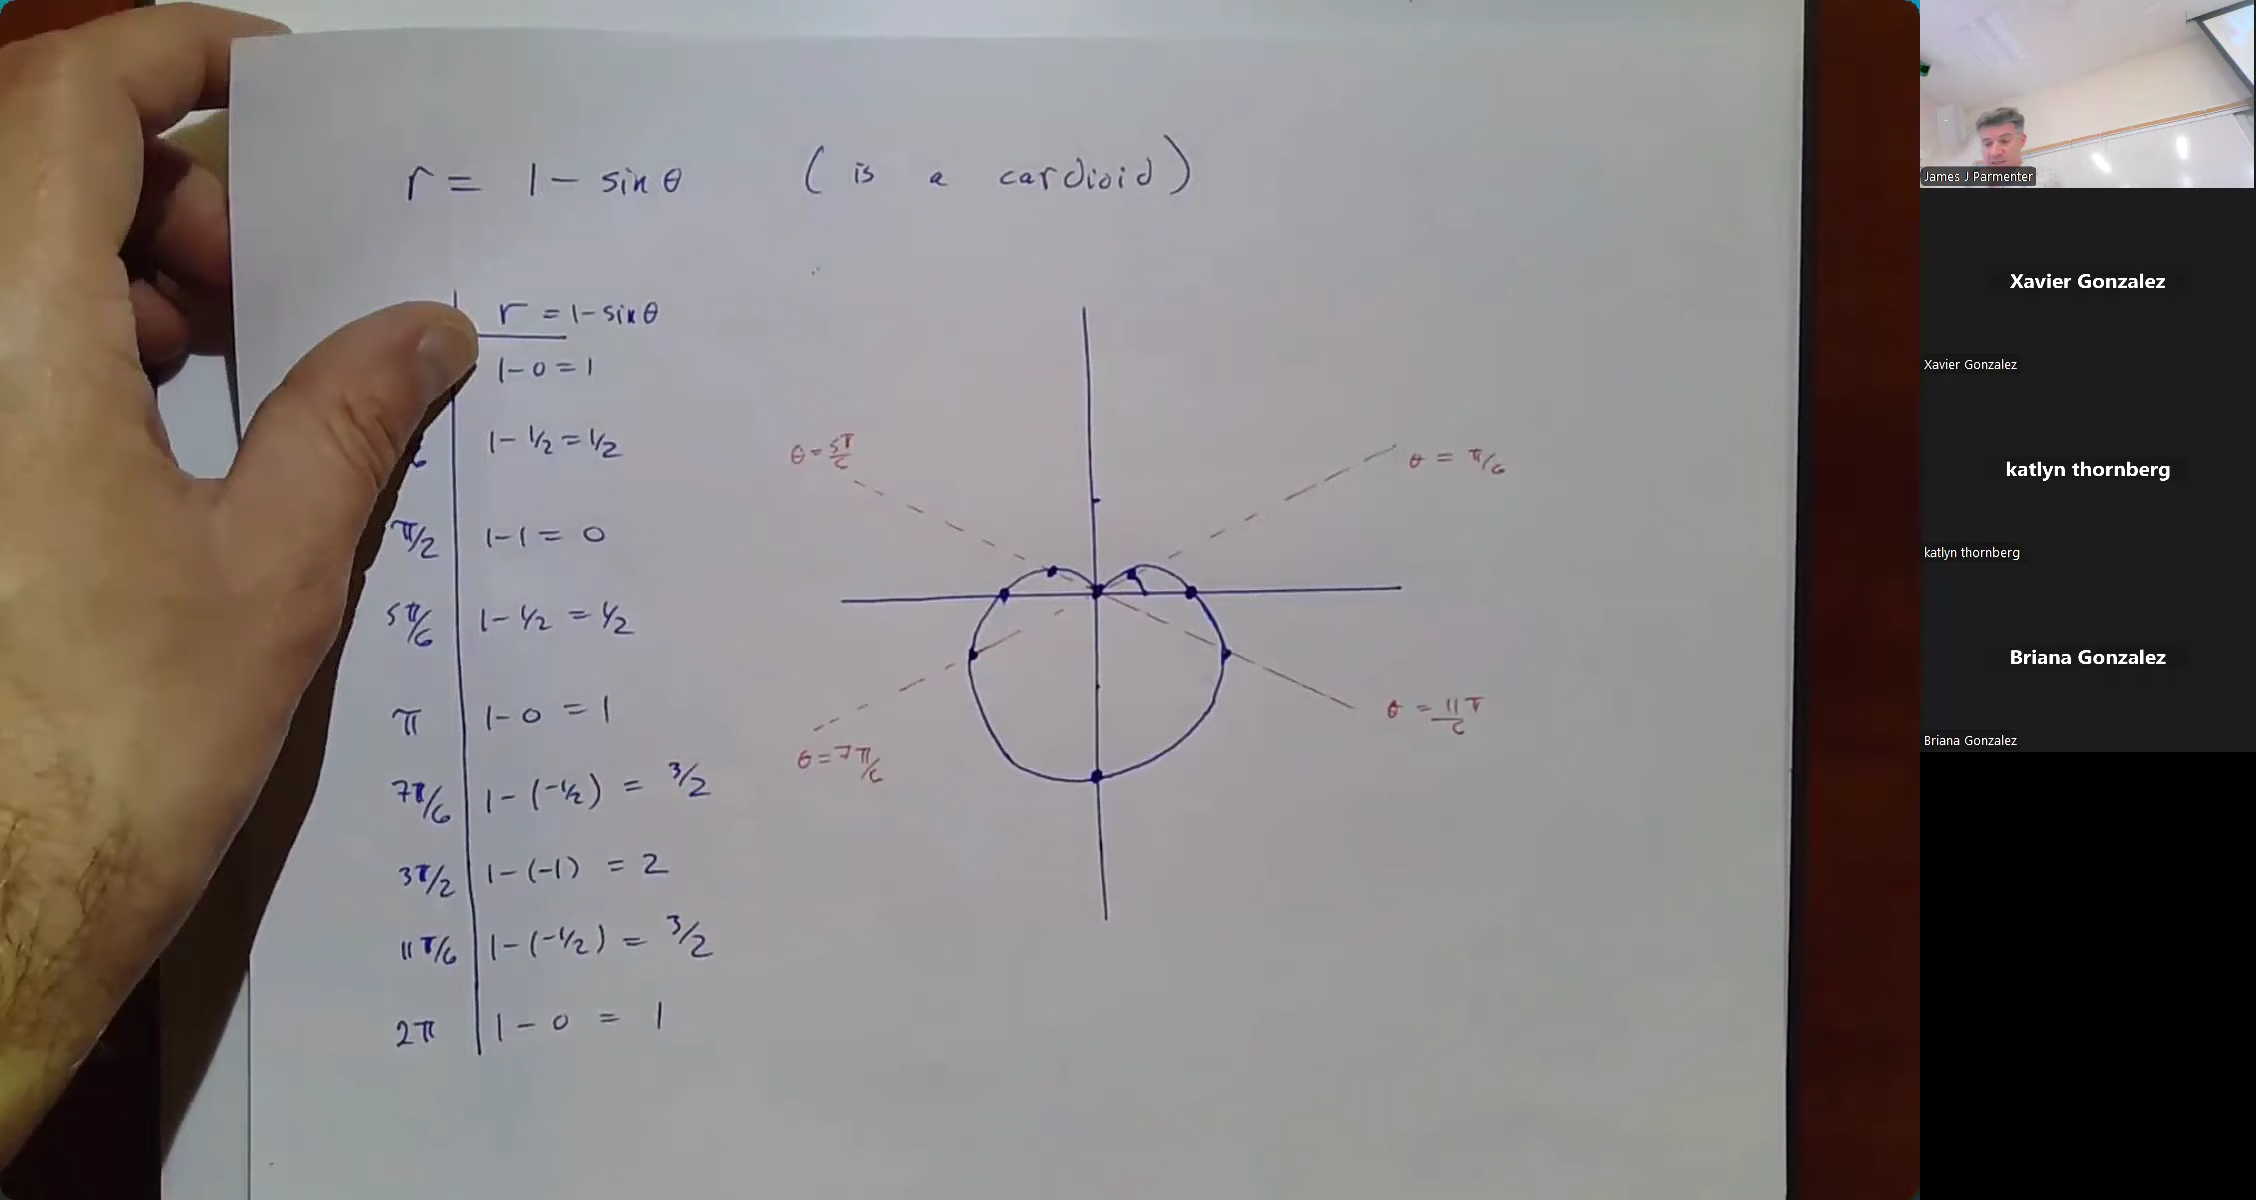 r = 1 - sin θ (is a cardioid)
r = 1 - sin θ
1 - 0 = 1
6 1 - 1/2 = 1/2
π/2 1 - 1 = 0
5π/6 1 - 1/2 = 1/2
π 1 - 0 = 1
7π/6 1 - (-1/2) = 3/2
3π/2 1 - (-1) = 2
11π/6 1 - (-1/2) = 3/2
2π 1 - 0 = 1
θ = 5π/6
θ = π/6
θ = 7π/6
θ = 11π/6
James J Parmenter
Xavier Gonzalez
Xavier Gonzalez
katlyn thornberg
katlyn thornberg
Briana Gonzalez
Briana Gonzalez